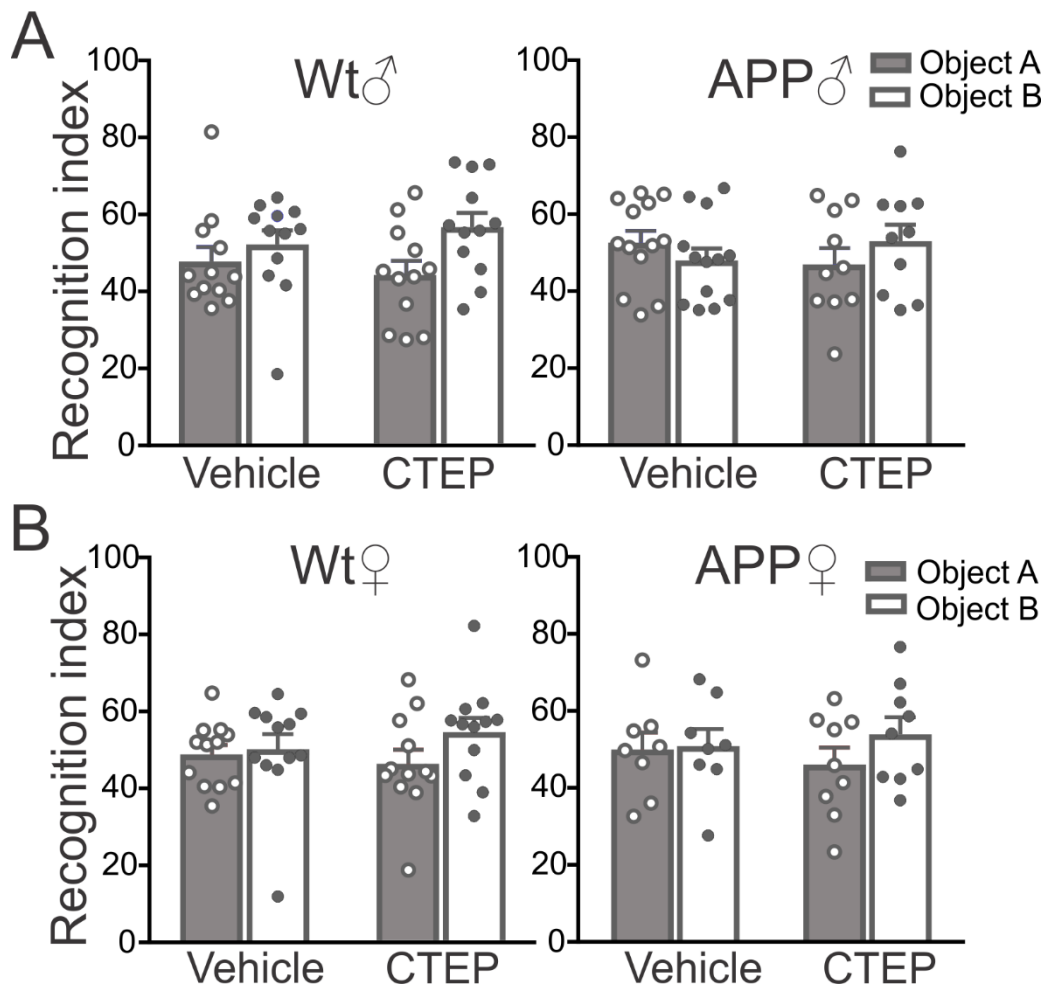 A
Wt♂
APP♂
Object A
Object B
Recognition index
100
80
60
40
20
0
100
80
60
40
20
0
Vehicle
CTEP
Vehicle
CTEP
B
Wt♀
APP♀
Object A
Object B
Recognition index
100
80
60
40
20
0
100
80
60
40
20
0
Vehicle
CTEP
Vehicle
CTEP